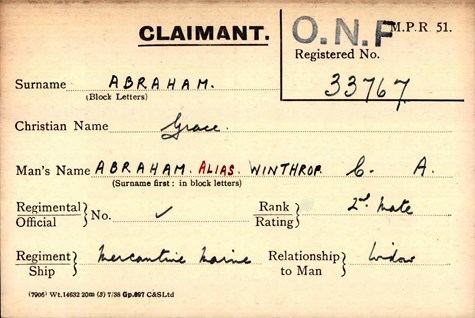 CLAIMANT.
O.N.F
M.P.R 51.
Registered No.
33767
Surname ABRAHAM.
(Block Letters)
Christian Name Grace.
Man's Name ABRAHAM. ALIAS. WINTHROP. C. A.
(Surname first: in block letters)
Regimental Official } No. ✓ Rank Rating } 2nd Mate
Regiment Ship } Mercantine Marine Relationship to Man } Widow
(7906) Wt.14632 20m (3) 7/38 Gp.697 C&SLtd